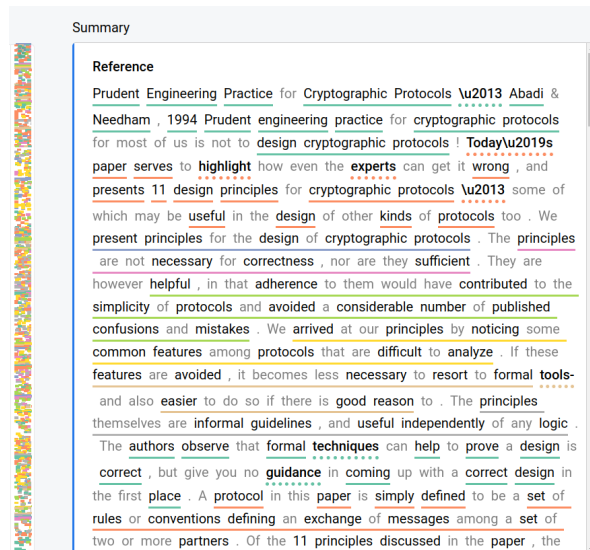 Summary
Reference
Prudent Engineering Practice for Cryptographic Protocols \u2013 Abadi &
Needham , 1994 Prudent engineering practice for cryptographic protocols
for most of us is not to design cryptographic protocols ! Today\u2019s
paper serves to highlight how even the experts can get it wrong , and
presents 11 design principles for cryptographic protocols \u2013 some of
which may be useful in the design of other kinds of protocols too . We
present principles for the design of cryptographic protocols . The principles
are not necessary for correctness , nor are they sufficient . They are
however helpful , in that adherence to them would have contributed to the
simplicity of protocols and avoided a considerable number of published
confusions and mistakes . We arrived at our principles by noticing some
common features among protocols that are difficult to analyze . If these
features are avoided , it becomes less necessary to resort to formal tools-
and also easier to do so if there is good reason to . The principles
themselves are informal guidelines , and useful independently of any logic .
The authors observe that formal techniques can help to prove a design is
correct , but give you no guidance in coming up with a correct design in
the first place . A protocol in this paper is simply defined to be a set of
rules or conventions defining an exchange of messages among a set of
two or more partners . Of the 11 principles discussed in the paper , the